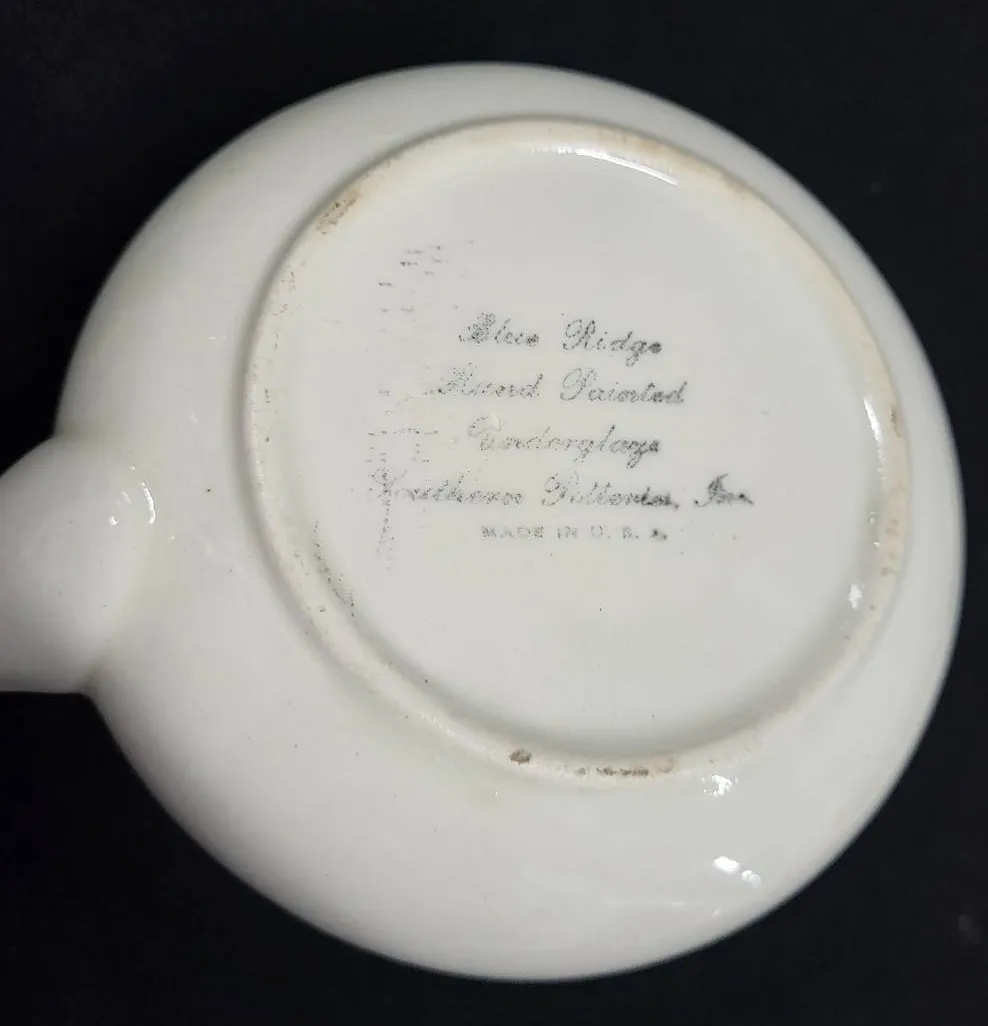 Blue Ridge
Hand Painted
Underglaze
Southern Potteries, Inc.
MADE IN U. S. A.